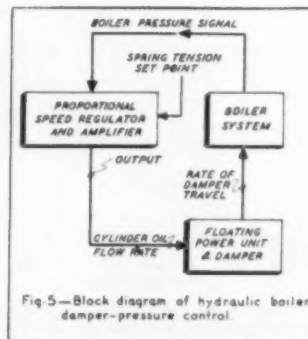 BOILER PRESSURE SIGNAL
SPRING TENSION
SET POINT
PROPORTIONAL
SPEED REGULATOR
AND AMPLIFIER
BOILER
SYSTEM
OUTPUT
RATE OF
DAMPER
TRAVEL
CYLINDER OIL
FLOW RATE
FLOATING
POWER UNIT
& DAMPER
Fig. 5—Block diagram of hydraulic boiler
damper-pressure control.